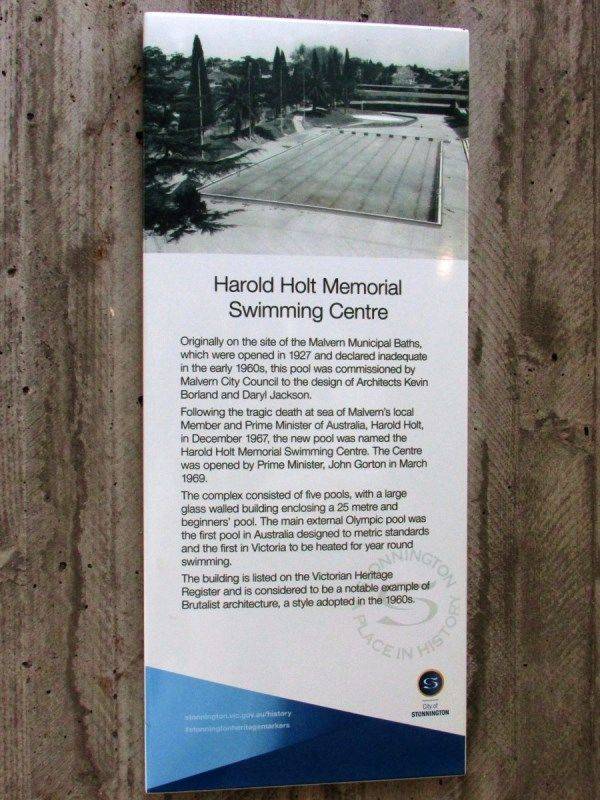 Harold Holt Memorial
Swimming Centre
Originally on the site of the Malvern Municipal Baths,
which were opened in 1927 and declared inadequate
in the early 1960s, this pool was commissioned by
Malvern City Council to the design of Architects Kevin
Borland and Daryl Jackson.
Following the tragic death at sea of Malvern's local
Member and Prime Minister of Australia, Harold Holt,
in December 1967, the new pool was named the
Harold Holt Memorial Swimming Centre. The Centre
was opened by Prime Minister, John Gorton in March
1969.
The complex consisted of five pools, with a large
glass walled building enclosing a 25 metre and
beginners' pool. The main external Olympic pool was
the first pool in Australia designed to metric standards
and the first in Victoria to be heated for year round
swimming.
The building is listed on the Victorian Heritage
Register and is considered to be a notable example of
Brutalist architecture, a style adopted in the 1960s.
STONNINGTON
PLACE IN HISTORY
City of
STONNINGTON
stonnington.vic.gov.au/history
#stonningtonheritagemarkers